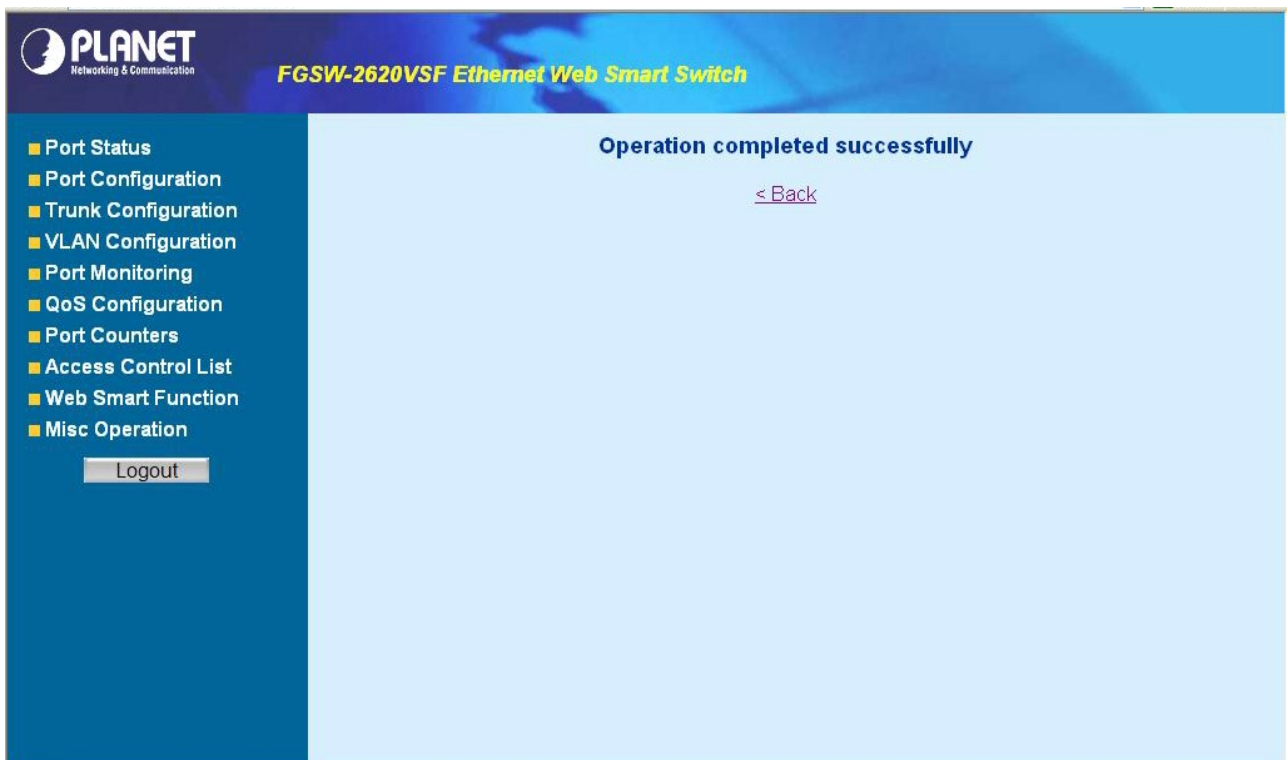 PLANET
Networking & Communication
FGSW-2620VSF Ethernet Web Smart Switch
Port Status
Port Configuration
Trunk Configuration
VLAN Configuration
Port Monitoring
QoS Configuration
Port Counters
Access Control List
Web Smart Function
Misc Operation
Logout
Operation completed successfully
< Back